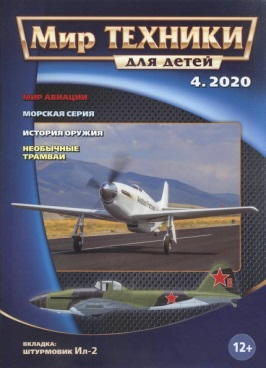 Мир ТЕХНИКИ
для детей
4.2020
МИР АВИАЦИИ
МОРСКАЯ СЕРИЯ
ИСТОРИЯ ОРУЖИЯ
НЕОБЫЧНЫЕ
ТРАМВАИ
12+
ВКЛАДКА:
ШТУРМОВИК Ил-2